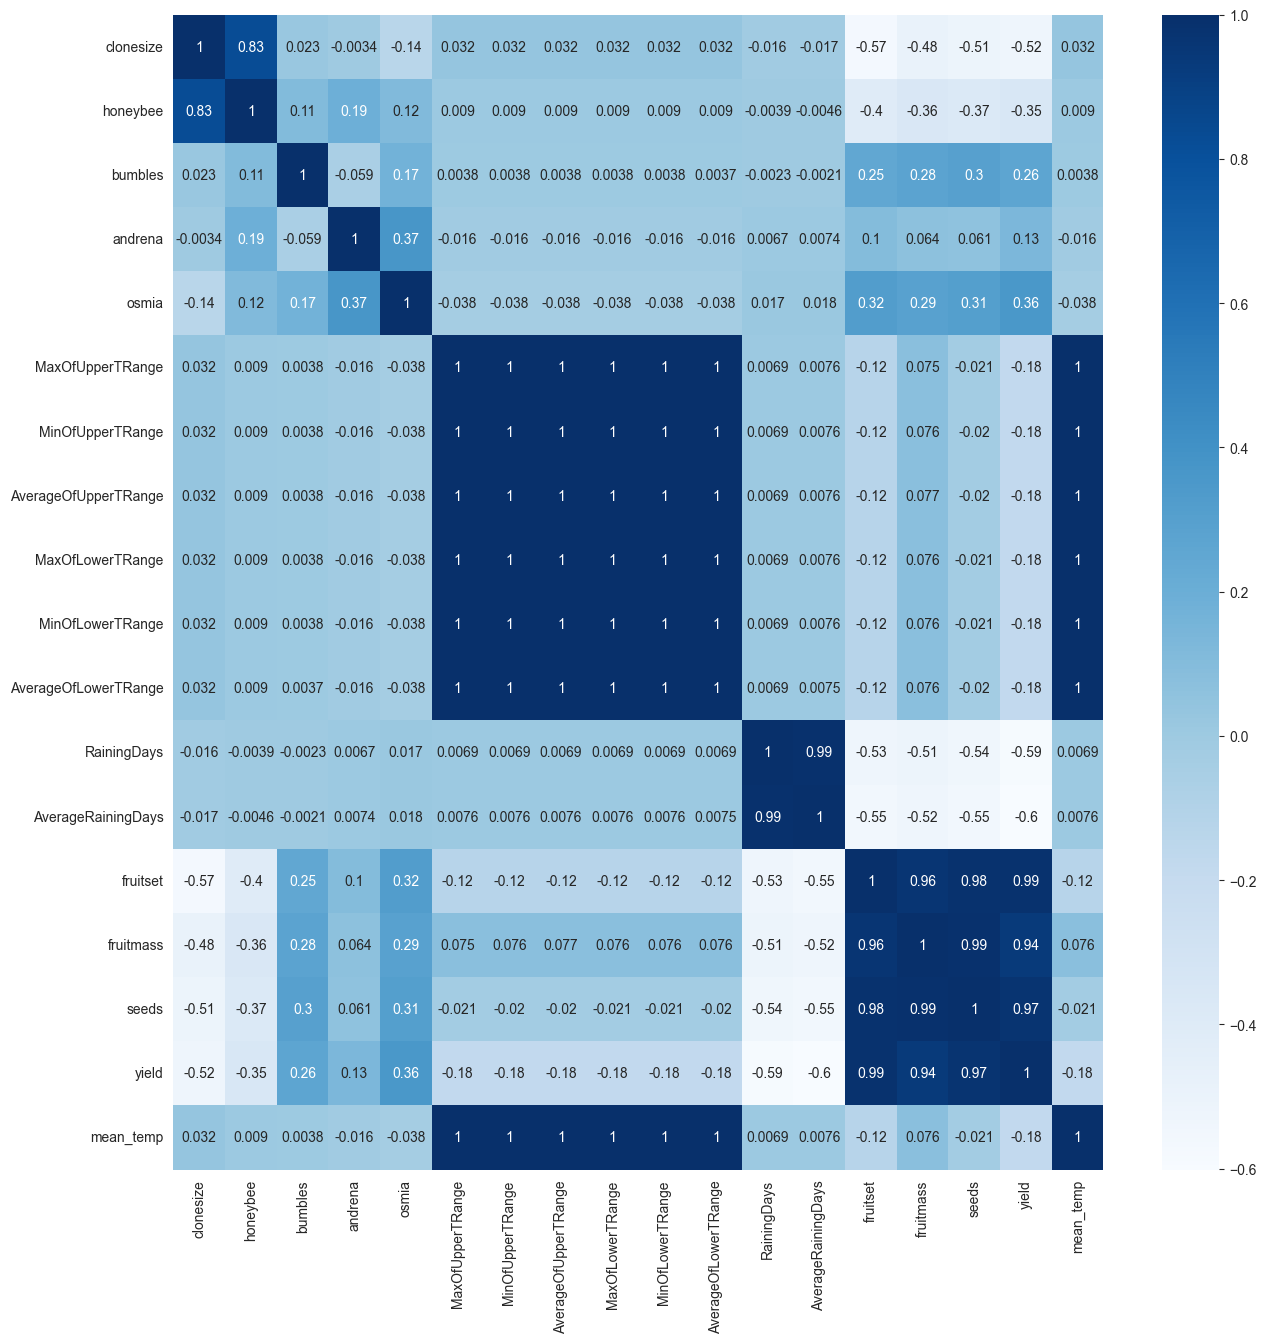 clonesize 1 0.83 0.023 -0.0034 -0.14 0.032 0.032 0.032 0.032 0.032 0.032 -0.016 -0.017 -0.57 -0.48 -0.51 -0.52 0.032
honeybee 0.83 1 0.11 0.19 0.12 0.009 0.009 0.009 0.009 0.009 0.009 -0.0039 -0.0046 -0.4 -0.36 -0.37 -0.35 0.009
bumbles 0.023 0.11 1 -0.059 0.17 0.0038 0.0038 0.0038 0.0038 0.0038 0.0037 -0.0023 -0.0021 0.25 0.28 0.3 0.26 0.0038
andrena -0.0034 0.19 -0.059 1 0.37 -0.016 -0.016 -0.016 -0.016 -0.016 -0.016 0.0067 0.0074 0.1 0.064 0.061 0.13 -0.016
osmia -0.14 0.12 0.17 0.37 1 -0.038 -0.038 -0.038 -0.038 -0.038 -0.038 0.017 0.018 0.32 0.29 0.31 0.36 -0.038
MaxOfUpperTRange 0.032 0.009 0.0038 -0.016 -0.038 1 1 1 1 1 1 0.0069 0.0076 -0.12 0.075 -0.021 -0.18 1
MinOfUpperTRange 0.032 0.009 0.0038 -0.016 -0.038 1 1 1 1 1 1 0.0069 0.0076 -0.12 0.076 -0.02 -0.18 1
AverageOfUpperTRange 0.032 0.009 0.0038 -0.016 -0.038 1 1 1 1 1 1 0.0069 0.0076 -0.12 0.077 -0.02 -0.18 1
MaxOfLowerTRange 0.032 0.009 0.0038 -0.016 -0.038 1 1 1 1 1 1 0.0069 0.0076 -0.12 0.076 -0.021 -0.18 1
MinOfLowerTRange 0.032 0.009 0.0038 -0.016 -0.038 1 1 1 1 1 1 0.0069 0.0076 -0.12 0.076 -0.021 -0.18 1
AverageOfLowerTRange 0.032 0.009 0.0037 -0.016 -0.038 1 1 1 1 1 1 0.0069 0.0075 -0.12 0.076 -0.02 -0.18 1
RainingDays -0.016 -0.0039 -0.0023 0.0067 0.017 0.0069 0.0069 0.0069 0.0069 0.0069 0.0069 1 0.99 -0.53 -0.51 -0.54 -0.59 0.0069
AverageRainingDays -0.017 -0.0046 -0.0021 0.0074 0.018 0.0076 0.0076 0.0076 0.0076 0.0076 0.0075 0.99 1 -0.55 -0.52 -0.55 -0.6 0.0076
fruitset -0.57 -0.4 0.25 0.1 0.32 -0.12 -0.12 -0.12 -0.12 -0.12 -0.12 -0.53 -0.55 1 0.96 0.98 0.99 -0.12
fruitmass -0.48 -0.36 0.28 0.064 0.29 0.075 0.076 0.077 0.076 0.076 0.076 -0.51 -0.52 0.96 1 0.99 0.94 0.076
seeds -0.51 -0.37 0.3 0.061 0.31 -0.021 -0.02 -0.02 -0.021 -0.021 -0.02 -0.54 -0.55 0.98 0.99 1 0.97 -0.021
yield -0.52 -0.35 0.26 0.13 0.36 -0.18 -0.18 -0.18 -0.18 -0.18 -0.18 -0.59 -0.6 0.99 0.94 0.97 1 -0.18
mean_temp 0.032 0.009 0.0038 -0.016 -0.038 1 1 1 1 1 1 0.0069 0.0076 -0.12 0.076 -0.021 -0.18 1
clonesize
honeybee
bumbles
andrena
osmia
MaxOfUpperTRange
MinOfUpperTRange
AverageOfUpperTRange
MaxOfLowerTRange
MinOfLowerTRange
AverageOfLowerTRange
RainingDays
AverageRainingDays
fruitset
fruitmass
seeds
yield
mean_temp
1.0
0.8
0.6
0.4
0.2
0.0
−0.2
−0.4
−0.6